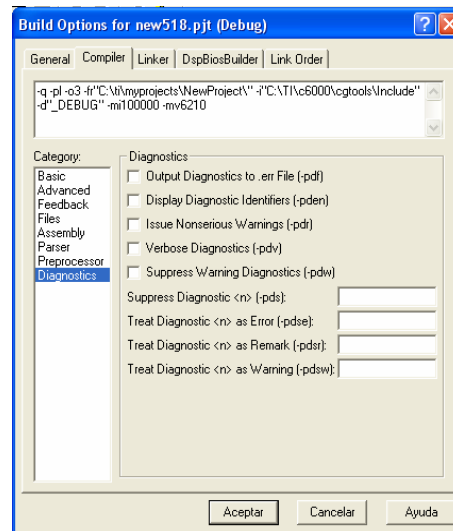 Build Options for new518.pjt (Debug)
General Compiler Linker DspBiosBuilder Link Order
-q -pl -o3 -fr"C:\ti\myprojects\NewProject\" -i"C:\TI\c6000\cgtools\Include"
-d"_DEBUG" -mi100000 -mv6210
Category:
Basic
Advanced
Feedback
Files
Assembly
Parser
Preprocessor
Diagnostics
Diagnostics
Output Diagnostics to .err File (-pdf)
Display Diagnostic Identifiers (-pden)
Issue Nonserious Warnings (-pdr)
Verbose Diagnostics (-pdv)
Suppress Warning Diagnostics (-pdw)
Suppress Diagnostic <n> (-pds):
Treat Diagnostic <n> as Error (-pdse):
Treat Diagnostic <n> as Remark (-pdsr):
Treat Diagnostic <n> as Warning (-pdsw):
Aceptar Cancelar Ayuda